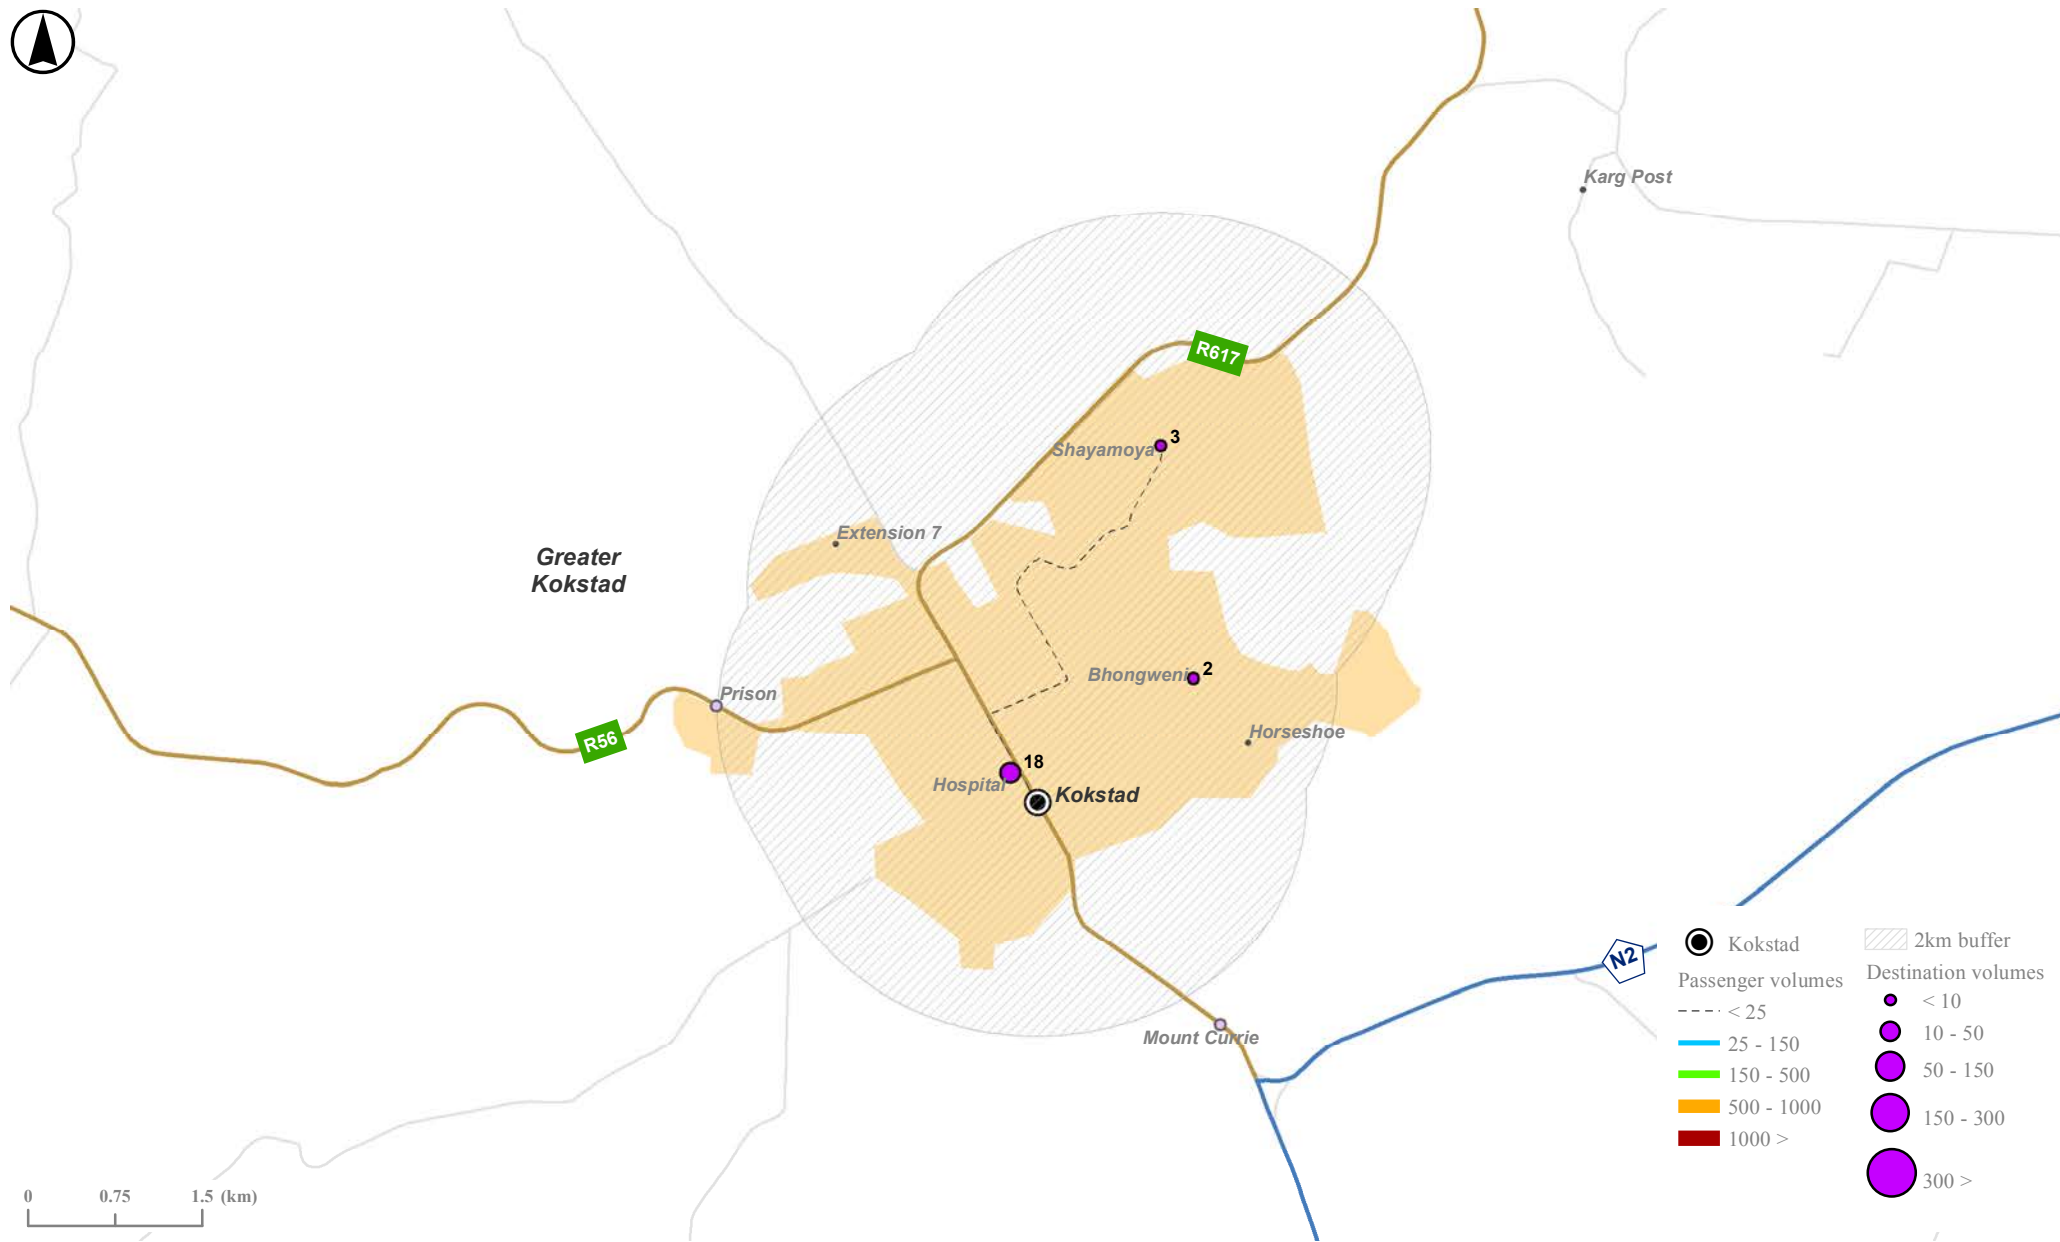 Karg Post
R617
3
Shayamoya
Extension 7
Greater
Kokstad
2
Bhongweni
Prison
Horseshoe
R56
18
Hospital
Kokstad
Mount Currie
N2
Kokstad
Passenger volumes
< 25
25 - 150
150 - 500
500 - 1000
1000 >
2km buffer
Destination volumes
< 10
10 - 50
50 - 150
150 - 300
300 >
0 0.75 1.5 (km)